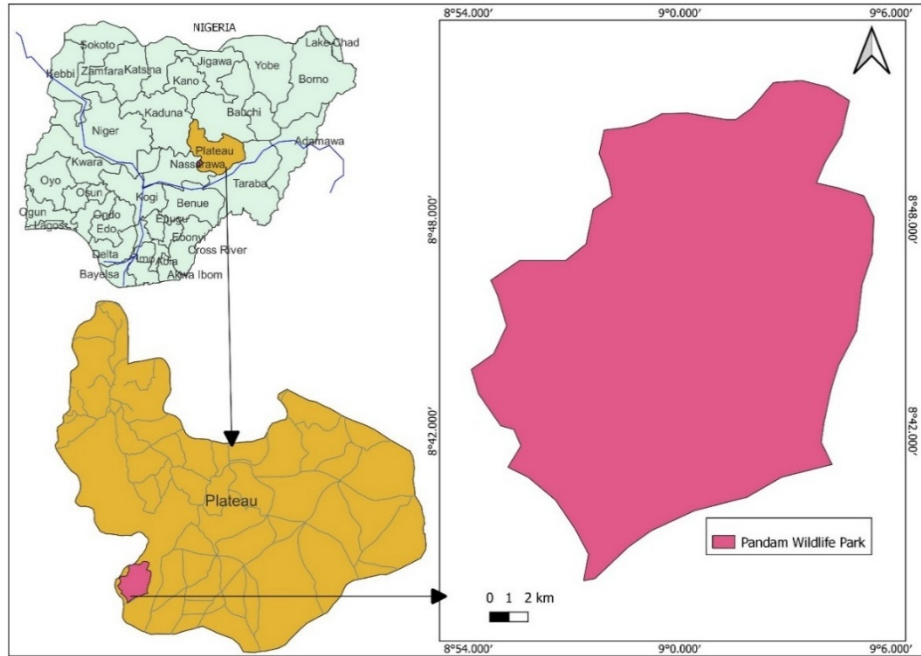 NIGERIA
Lake-Chad
Sokoto
Kebbi
Zamfara
Katsina
Jigawa
Yobe
Borno
Kano
Kaduna
Bauchi
Niger
Plateau
Adamawa
Kwara
Nassarawa
Taraba
Oyo
Kogi
Benue
Osun
Ogun
Ondo
Lagos
Edo
Enugu
Ebonyi
Cross River
Delta
Imo
Abia
Bayelsa
Akwa Ibom
Plateau
8°54.000'
9°0.000'
9°6.000'
8°48.000'
8°48.000'
8°42.000'
8°42.000'
Pandam Wildlife Park
0 1 2 km
8°54.000'
9°0.000'
9°6.000'